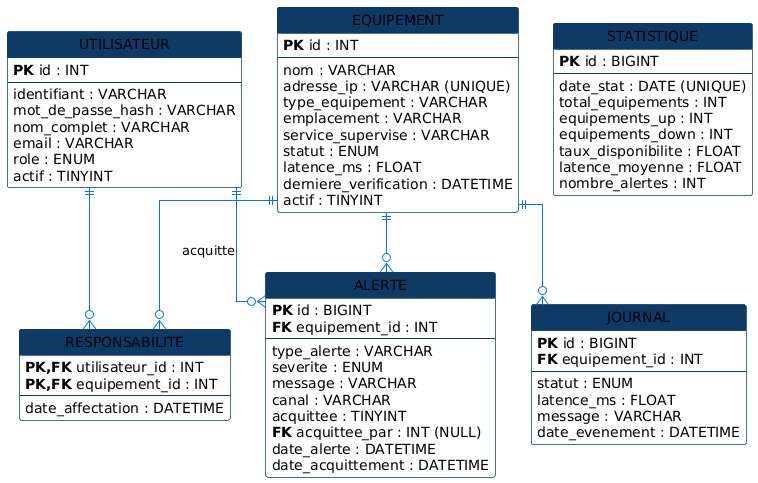 UTILISATEUR
PK id : INT
identifiant : VARCHAR
mot_de_passe_hash : VARCHAR
nom_complet : VARCHAR
email : VARCHAR
role : ENUM
actif : TINYINT
EQUIPEMENT
PK id : INT
nom : VARCHAR
adresse_ip : VARCHAR (UNIQUE)
type_equipement : VARCHAR
emplacement : VARCHAR
service_supervise : VARCHAR
statut : ENUM
latence_ms : FLOAT
derniere_verification : DATETIME
actif : TINYINT
STATISTIQUE
PK id : BIGINT
date_stat : DATE (UNIQUE)
total_equipements : INT
equipements_up : INT
equipements_down : INT
taux_disponibilite : FLOAT
latence_moyenne : FLOAT
nombre_alertes : INT
acquitte
RESPONSABILITE
PK,FK utilisateur_id : INT
PK,FK equipement_id : INT
date_affectation : DATETIME
ALERTE
PK id : BIGINT
FK equipement_id : INT
type_alerte : VARCHAR
severite : ENUM
message : VARCHAR
canal : VARCHAR
acquittee : TINYINT
FK acquittee_par : INT (NULL)
date_alerte : DATETIME
date_acquittement : DATETIME
JOURNAL
PK id : BIGINT
FK equipement_id : INT
statut : ENUM
latence_ms : FLOAT
message : VARCHAR
date_evenement : DATETIME